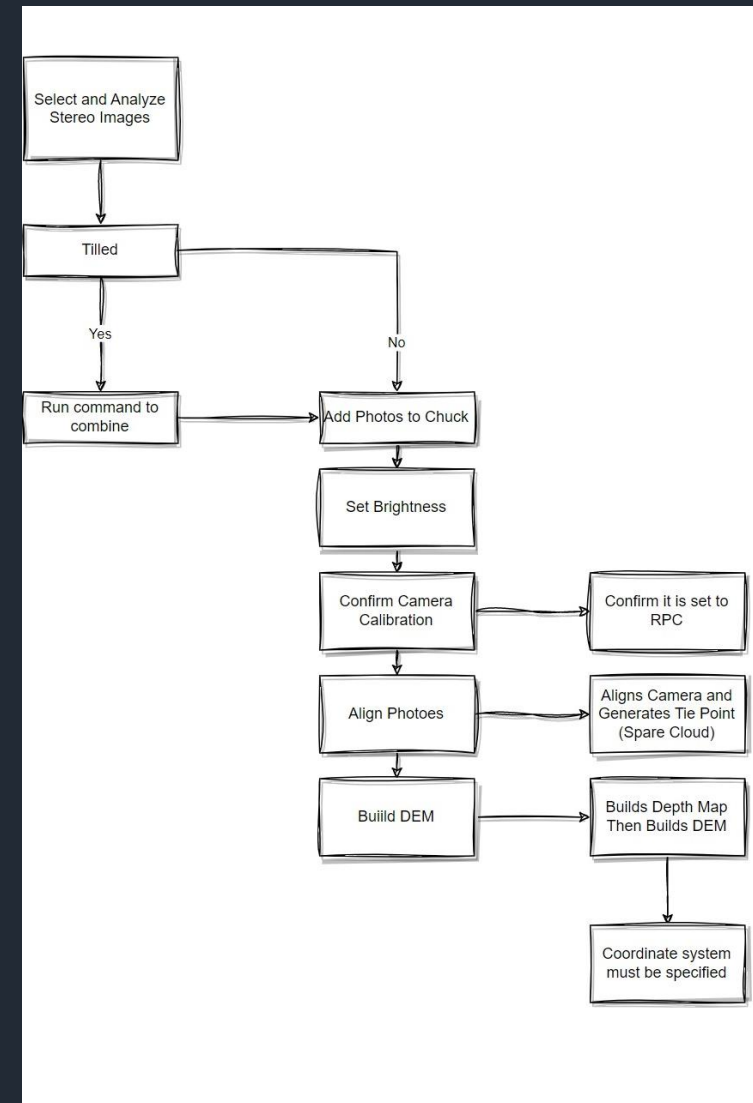 Select and Analyze
Stereo Images
Tilled
Yes
No
Run command to
combine
Add Photos to Chuck
Set Brightness
Confirm Camera
Calibration
Confirm it is set to
RPC
Align Photoes
Aligns Camera and
Generates Tie Point
(Spare Cloud)
Buiild DEM
Builds Depth Map
Then Builds DEM
Coordinate system
must be specified